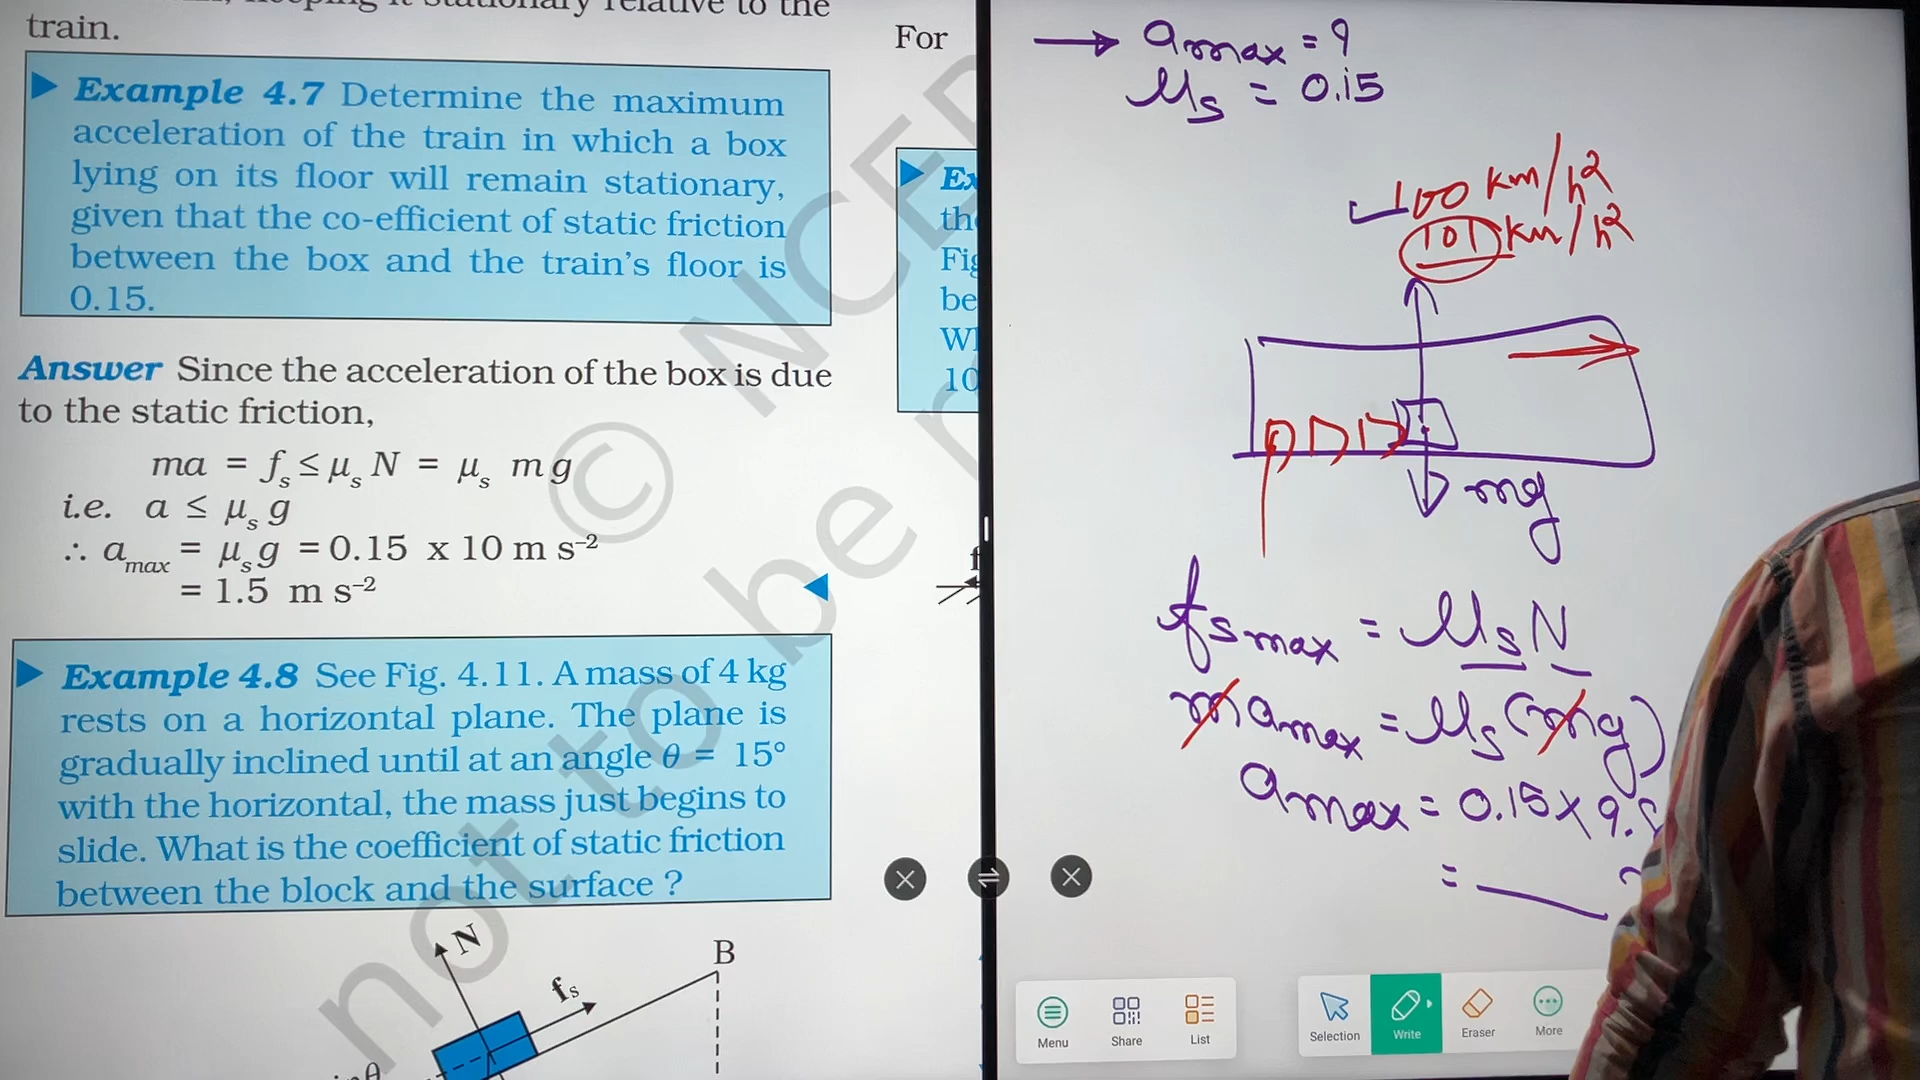 train.
Example 4.7 Determine the maximum
acceleration of the train in which a box
lying on its floor will remain stationary,
given that the co-efficient of static friction
between the box and the train's floor is
0.15.
Answer Since the acceleration of the box is due
to the static friction,
ma = fₛ ≤ μₛ N = μₛ m g
i.e. a ≤ μₛ g
∴ aₘₐₓ = μₛ g = 0.15 x 10 m s⁻²
= 1.5 m s⁻²
Example 4.8 See Fig. 4.11. A mass of 4 kg
rests on a horizontal plane. The plane is
gradually inclined until at an angle θ = 15°
with the horizontal, the mass just begins to
slide. What is the coefficient of static friction
between the block and the surface ?
N
fₛ
B
For
10
© NCE
not to be r
→ aₘₐₓ = ?
μₛ = 0.15
100 km/h²
101 km/h²
mg
fₛ ₘₐₓ = μₛ N
m aₘₐₓ = μₛ (mg)
aₘₐₓ = 0.15 × 9.
=
Menu
Share
List
Selection
Write
Eraser
More